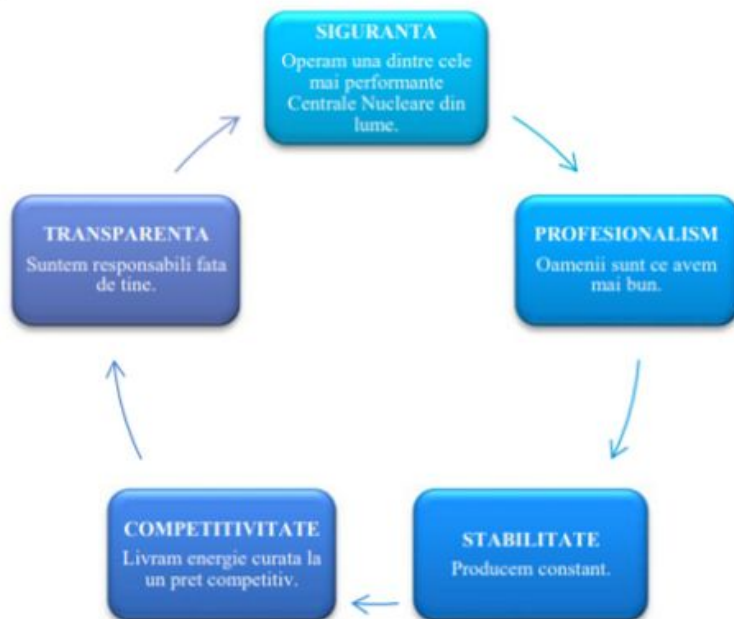 SIGURANTA
Operam una dintre cele
mai performante
Centrale Nucleare din
lume.
PROFESIONALISM
Oamenii sunt ce avem
mai bun.
STABILITATE
Producem constant.
COMPETITIVITATE
Livram energie curata la
un pret competitiv.
TRANSPARENTA
Suntem responsabili fata
de tine.